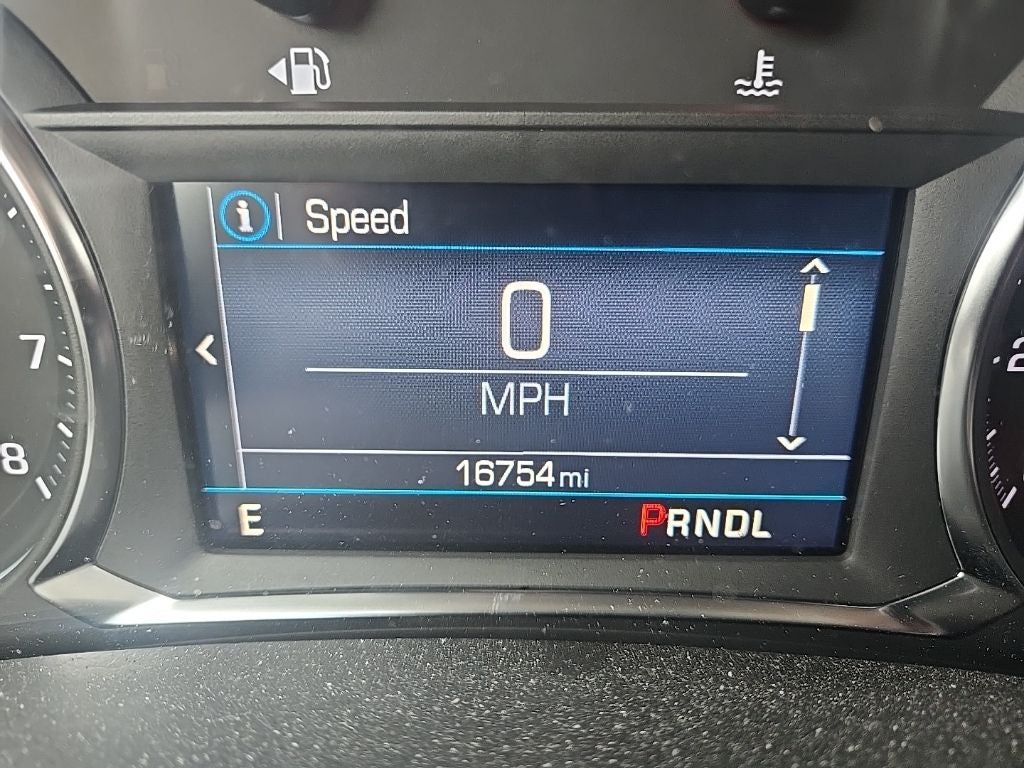 i Speed
0
7
MPH
8
16754 mi
E PRNDL